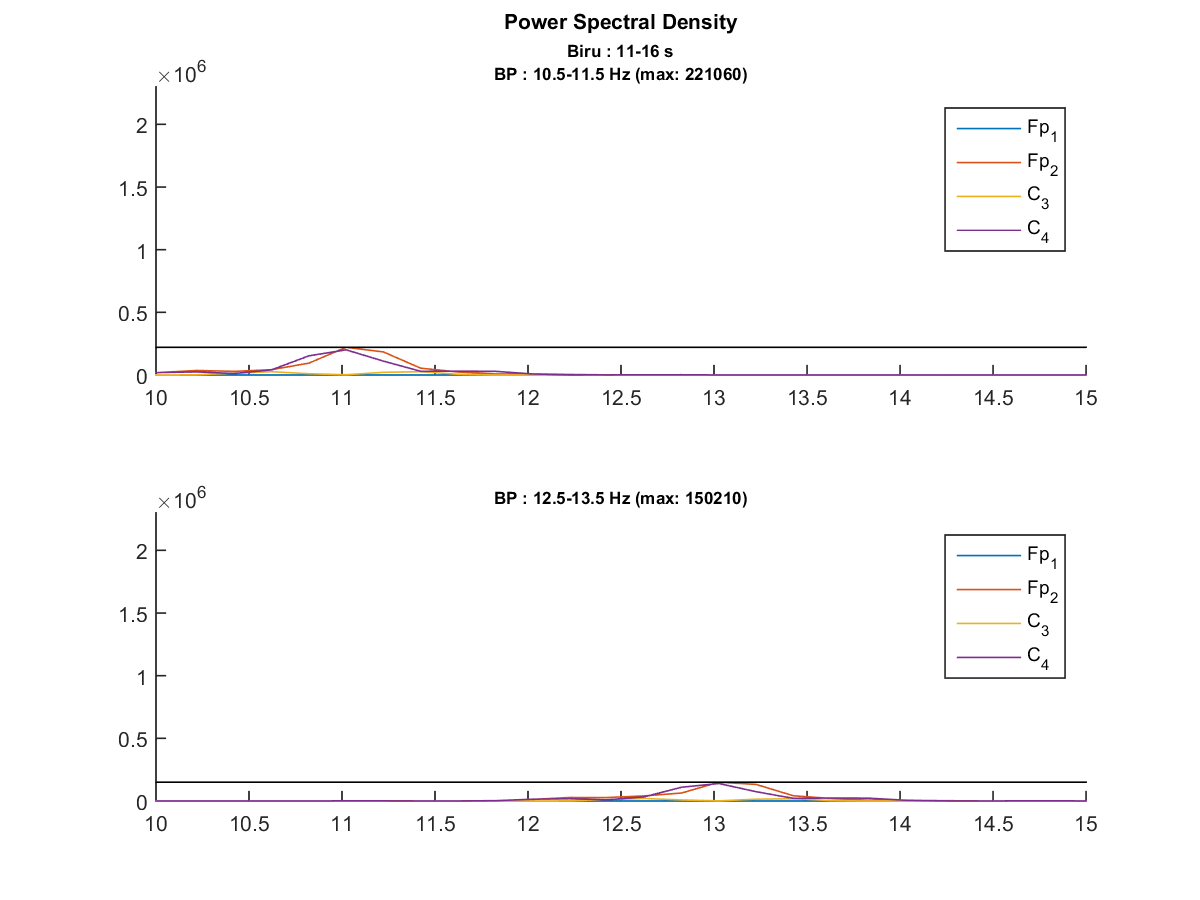 Power Spectral Density
Biru : 11-16 s
BP : 10.5-11.5 Hz (max: 221060)
×10⁶
2
1.5
1
0.5
0
10 10.5 11 11.5 12 12.5 13 13.5 14 14.5 15
Fp₁
Fp₂
C₃
C₄
BP : 12.5-13.5 Hz (max: 150210)
×10⁶
2
1.5
1
0.5
0
10 10.5 11 11.5 12 12.5 13 13.5 14 14.5 15
Fp₁
Fp₂
C₃
C₄